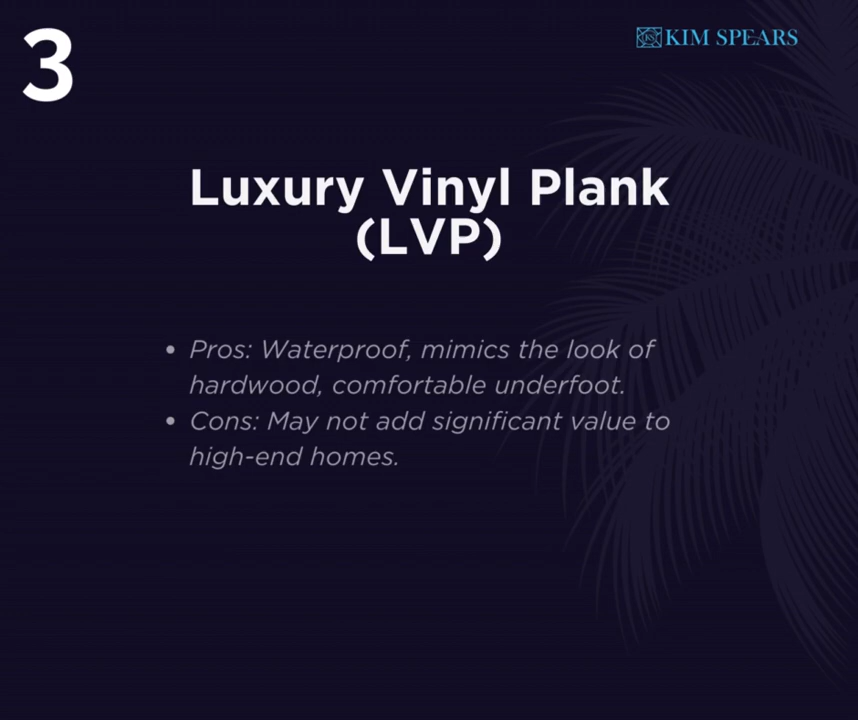 3
KIM SPEARS
Luxury Vinyl Plank
(LVP)
• Pros: Waterproof, mimics the look of
hardwood, comfortable underfoot.
• Cons: May not add significant value to
high-end homes.